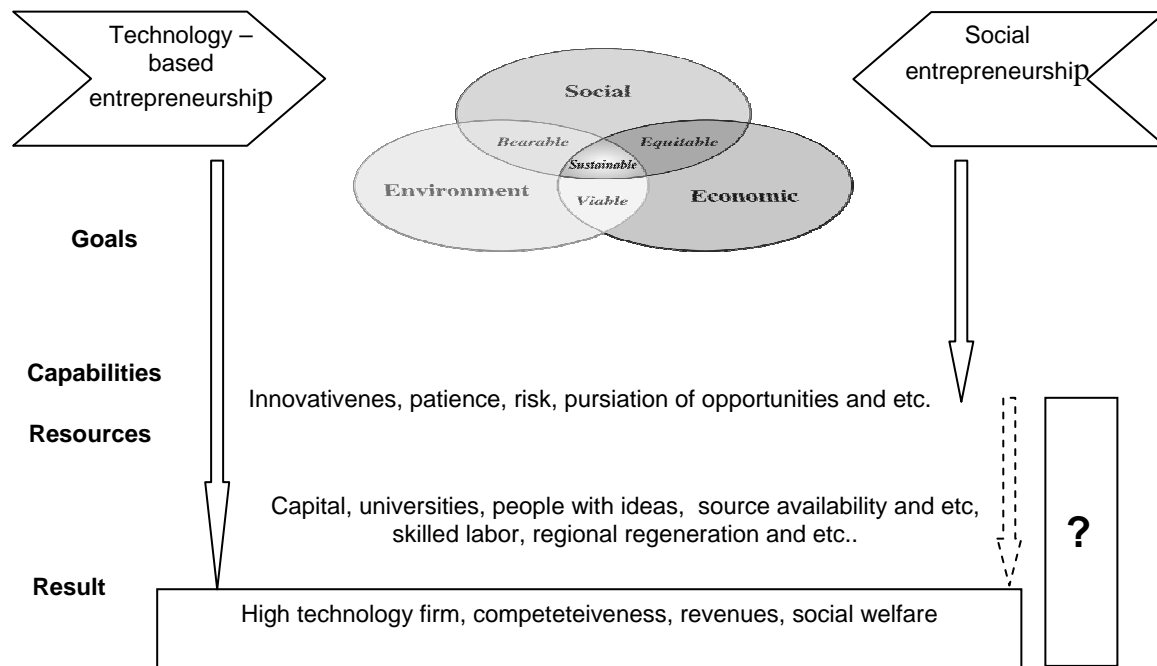 Technology –
based
entrepreneurship
Social
entrepreneurship
Social
Bearable
Equitable
Sustainable
Environment
Viable
Economic
Goals
Capabilities
Innovativenes, patience, risk, pursiation of opportunities and etc.
Resources
Capital, universities, people with ideas,  source availability and etc,
skilled labor, regional regeneration and etc..
?
Result
High technology firm, competeteiveness, revenues, social welfare